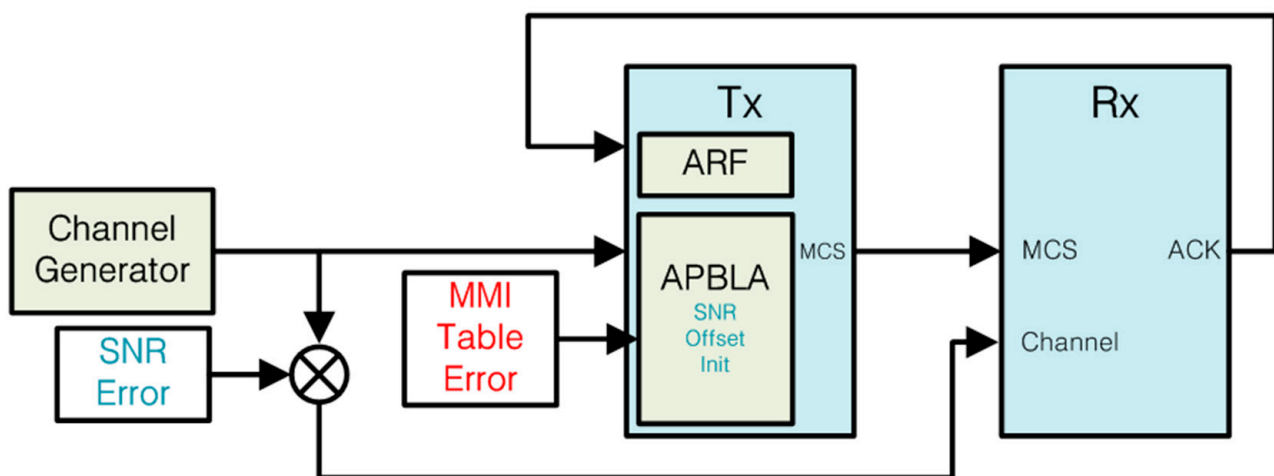 Tx
Rx
ARF
Channel
Generator
MCS
MCS
ACK
APBLA
SNR
Offset
Init
MMI
Table
Error
SNR
Error
Channel